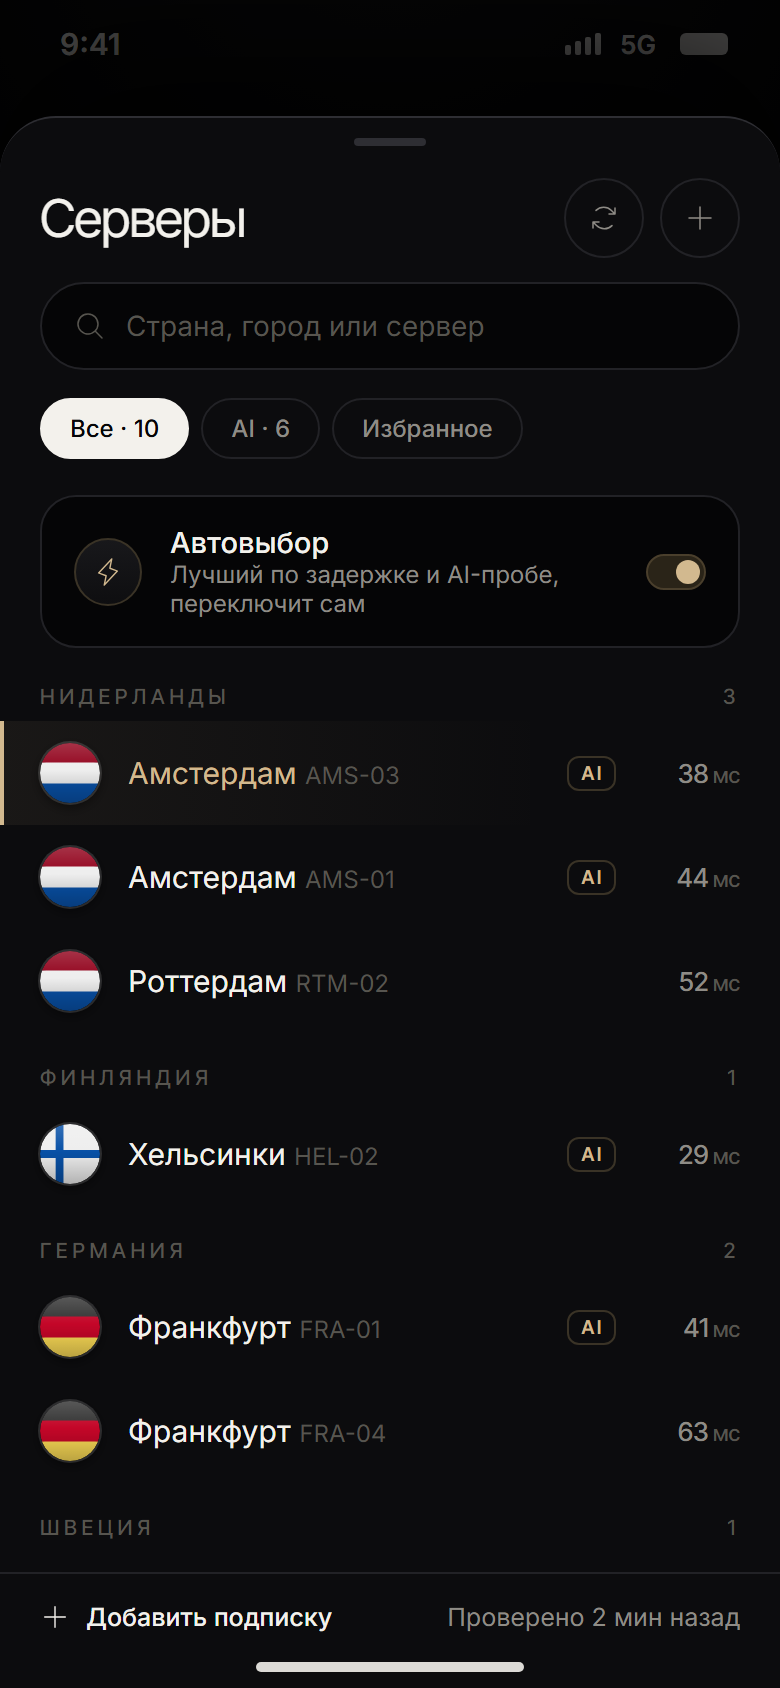 9:41
5G
Серверы
Страна, город или сервер
Все · 10
AI · 6
Избранное
Автовыбор
Лучший по задержке и AI-пробе,
переключит сам
НИДЕРЛАНДЫ 3
Амстердам AMS-03 AI 38 мс
Амстердам AMS-01 AI 44 мс
Роттердам RTM-02 52 мс
ФИНЛЯНДИЯ 1
Хельсинки HEL-02 AI 29 мс
ГЕРМАНИЯ 2
Франкфурт FRA-01 AI 41 мс
Франкфурт FRA-04 63 мс
ШВЕЦИЯ 1
Добавить подписку
Проверено 2 мин назад